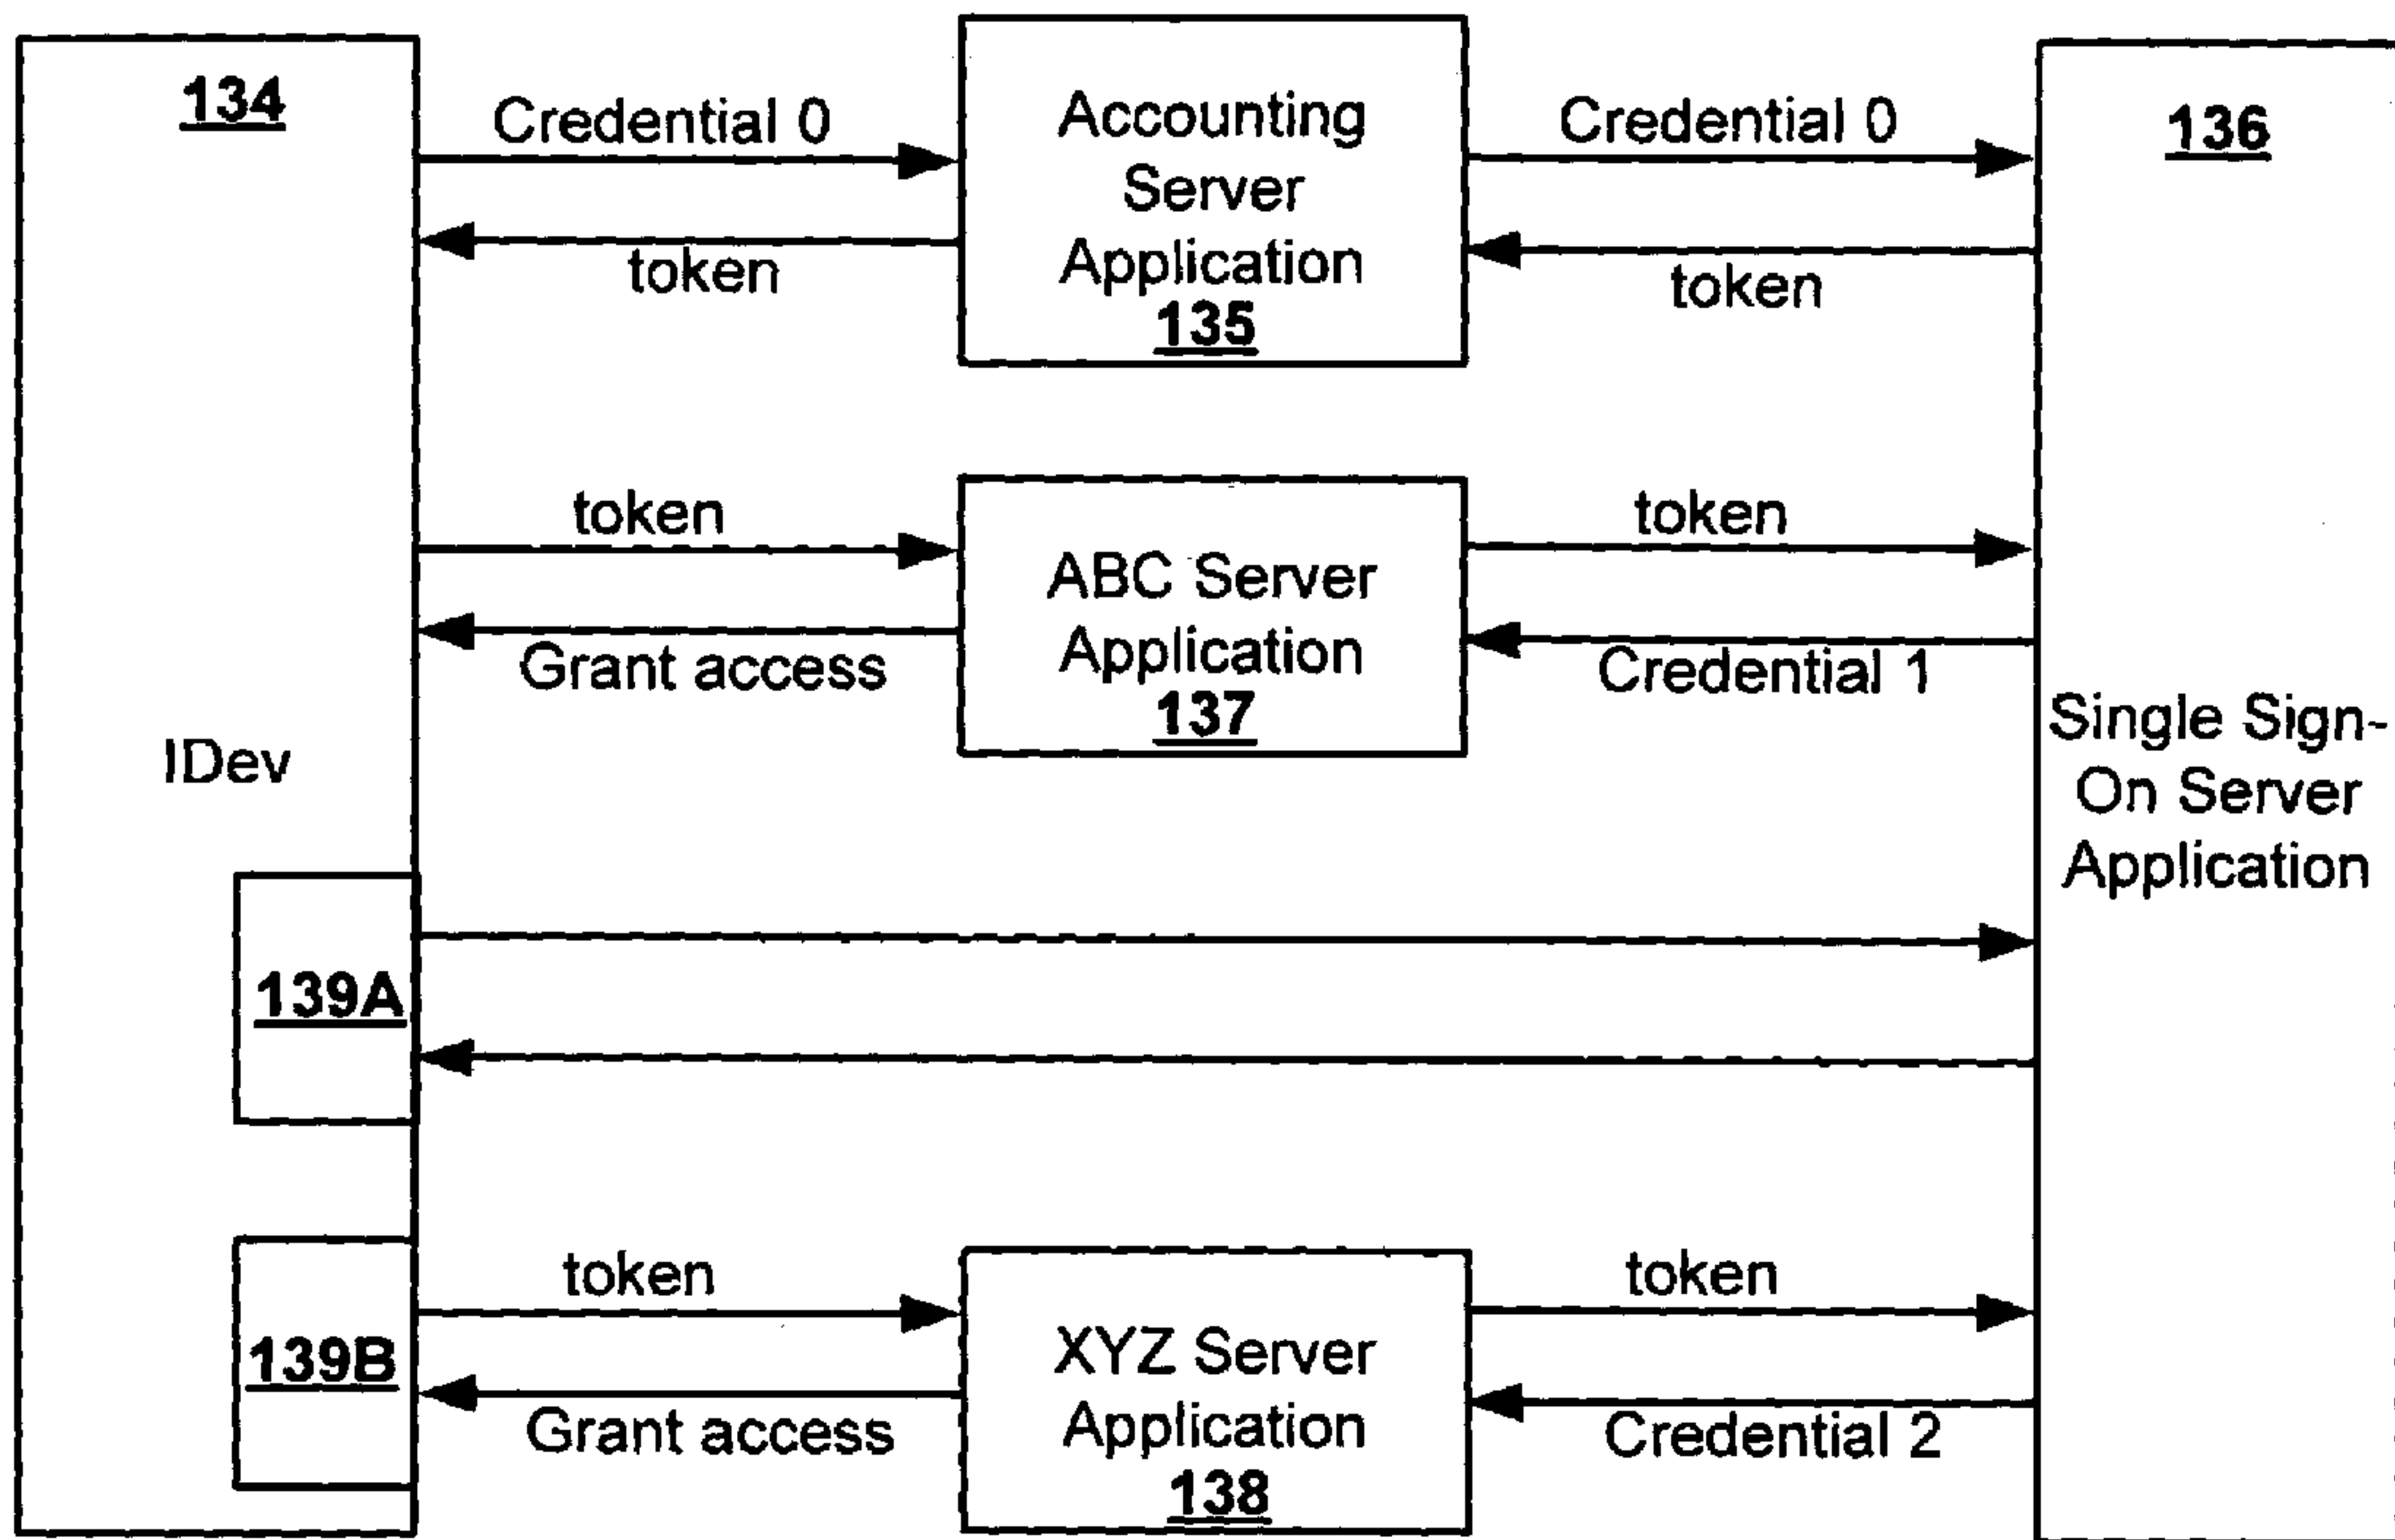 134
Credential 0
token
Accounting
Server
Application
135
Credential 0
token
136
token
Grant access
ABC Server
Application
137
token
Credential 1
IDev
Single Sign-
On Server
Application
139A
139B
token
Grant access
XYZ Server
Application
138
token
Credential 2